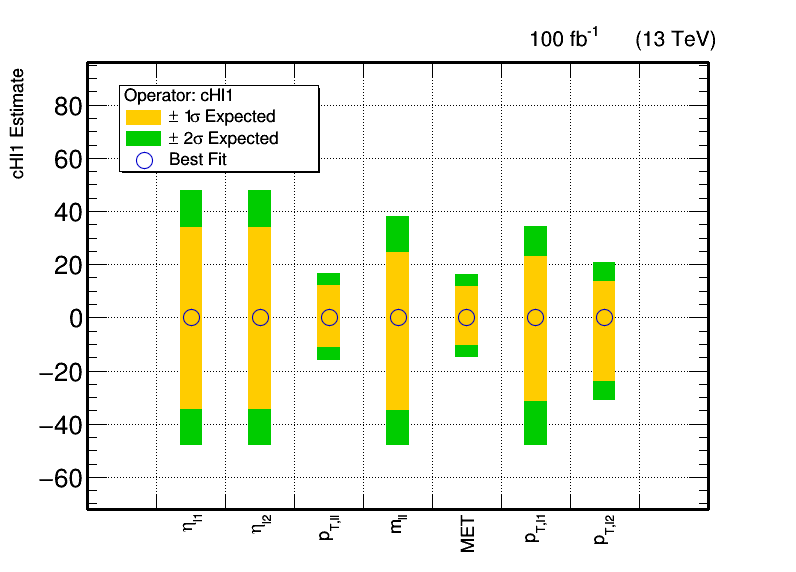 100 fb-1 (13 TeV)
cHl1 Estimate
Operator: cHl1
± 1σ Expected
± 2σ Expected
Best Fit
80
60
40
20
0
−20
−40
−60
ηl1 ηl2 pT,ll mll MET pT,l1 pT,l2